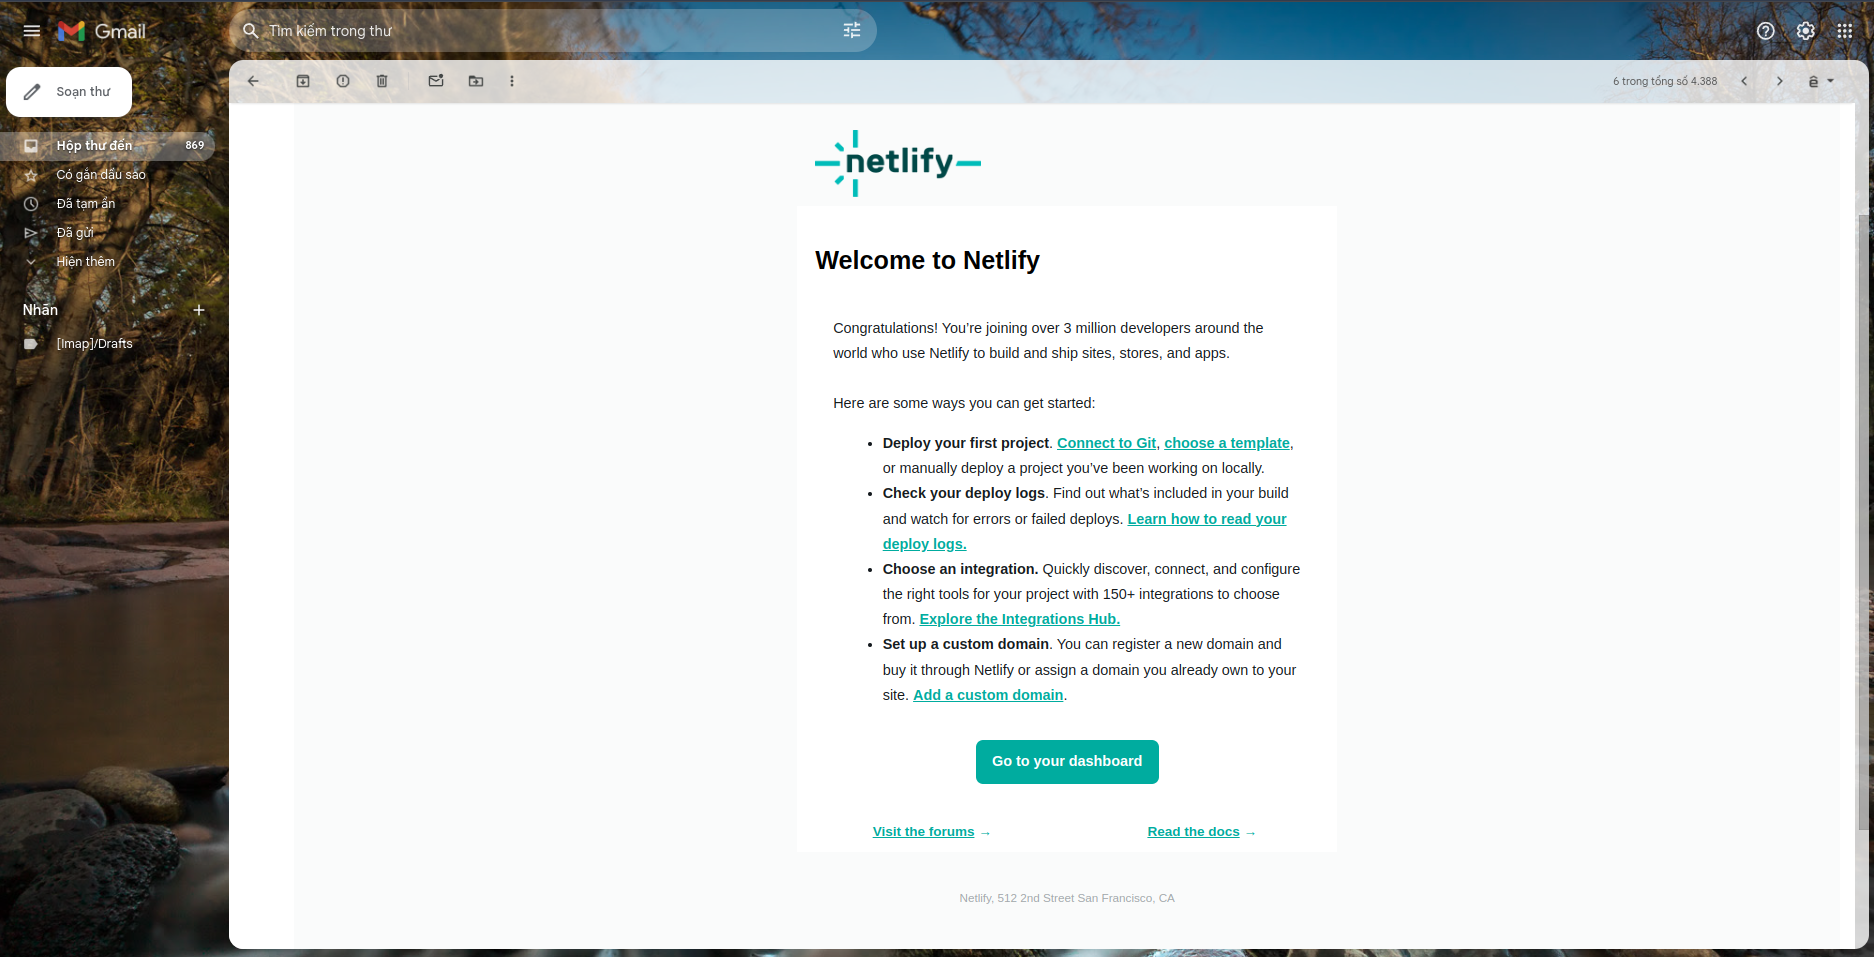 Gmail
Tìm kiếm trong thư
Soạn thư
6 trong tổng số 4.388
Hộp thư đến 869
Có gắn dấu sao
Đã tạm ẩn
Đã gửi
Hiện thêm
Nhãn
[Imap]/Drafts
netlify
Welcome to Netlify
Congratulations! You’re joining over 3 million developers around the
world who use Netlify to build and ship sites, stores, and apps.
Here are some ways you can get started:
• Deploy your first project. Connect to Git, choose a template,
or manually deploy a project you’ve been working on locally.
• Check your deploy logs. Find out what’s included in your build
and watch for errors or failed deploys. Learn how to read your
deploy logs.
• Choose an integration. Quickly discover, connect, and configure
the right tools for your project with 150+ integrations to choose
from. Explore the Integrations Hub.
• Set up a custom domain. You can register a new domain and
buy it through Netlify or assign a domain you already own to your
site. Add a custom domain.
Go to your dashboard
Visit the forums → Read the docs →
Netlify, 512 2nd Street San Francisco, CA